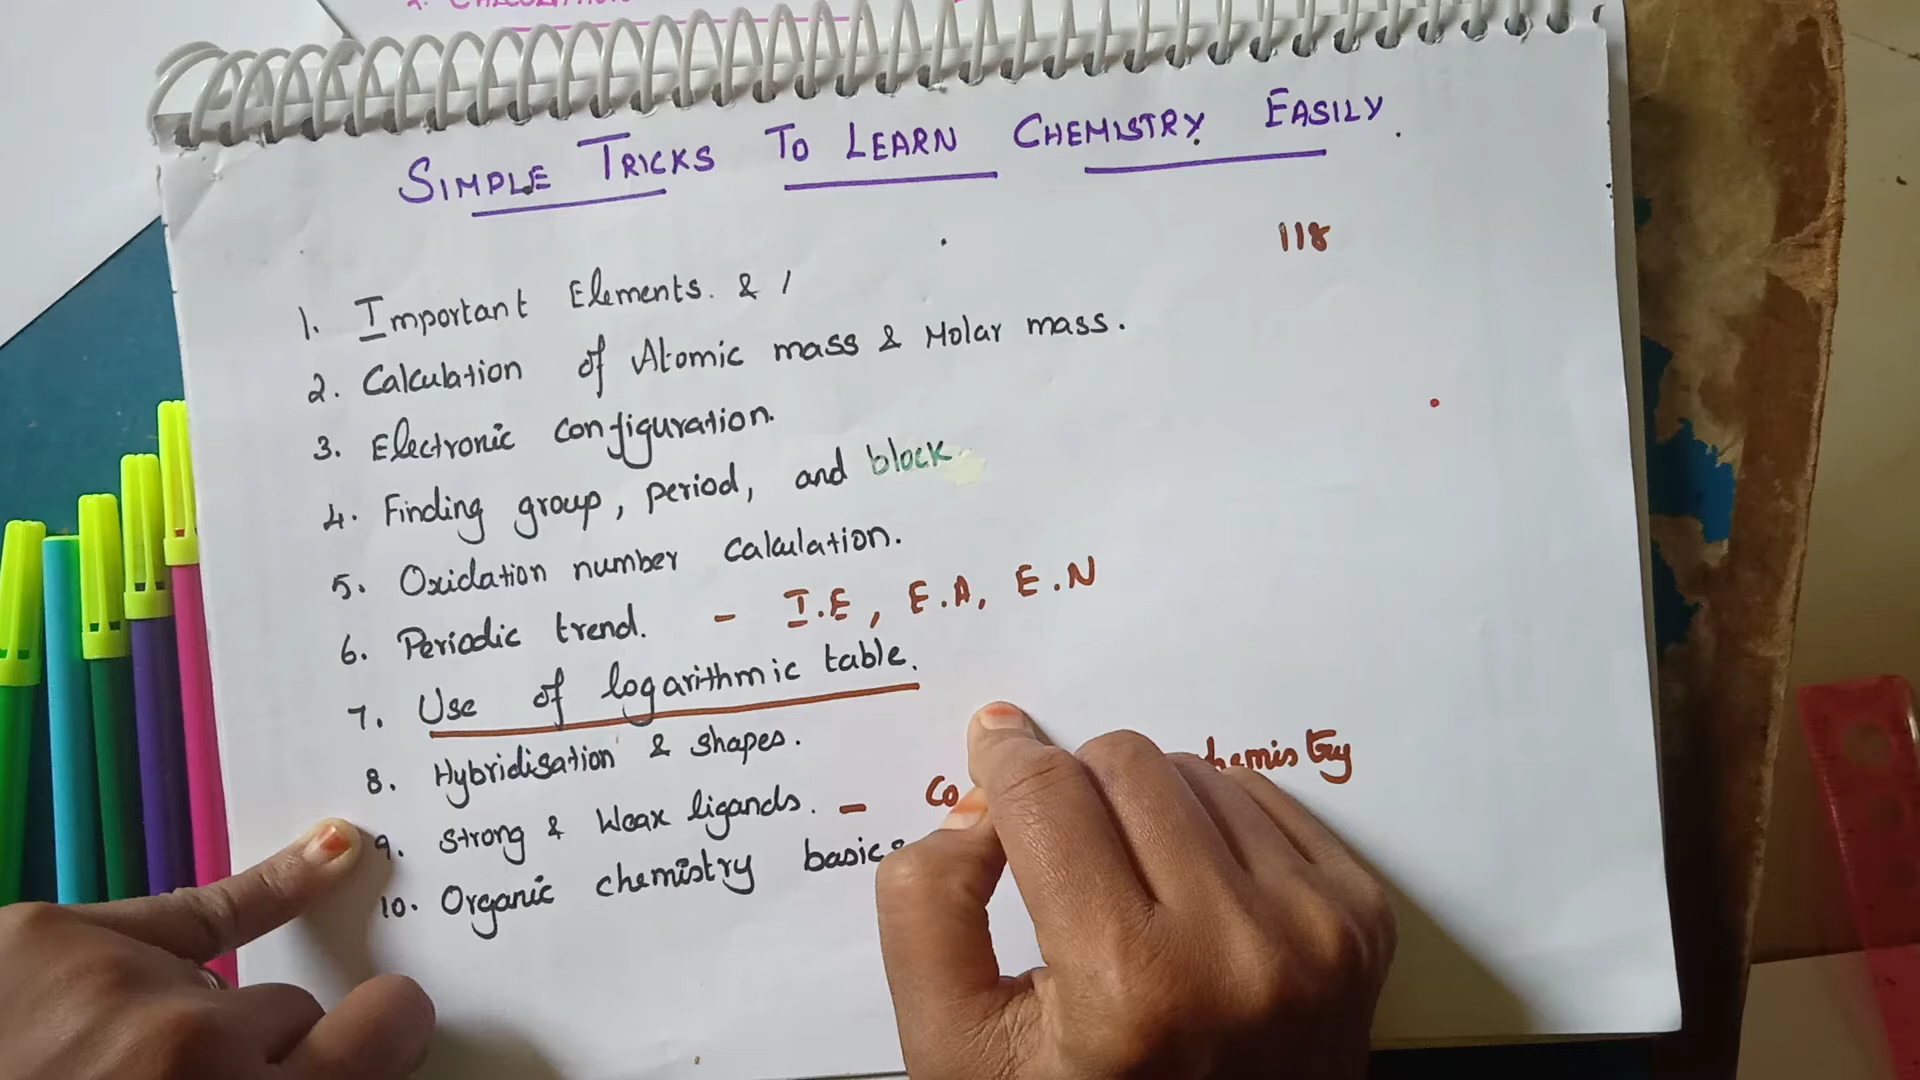 SIMPLE TRICKS TO LEARN CHEMISTRY EASILY.
118
1. Important Elements. &
2. Calculation of Atomic mass & Molar mass.
3. Electronic configuration.
4. Finding group, period, and block
5. Oxidation number calculation.
6. Periodic trend. - I.E, E.A, E.N
7. Use of logarithmic table.
8. Hybridisation & shapes.
9. Strong & Weak ligands. - Co hemistry
10. Organic chemistry basics